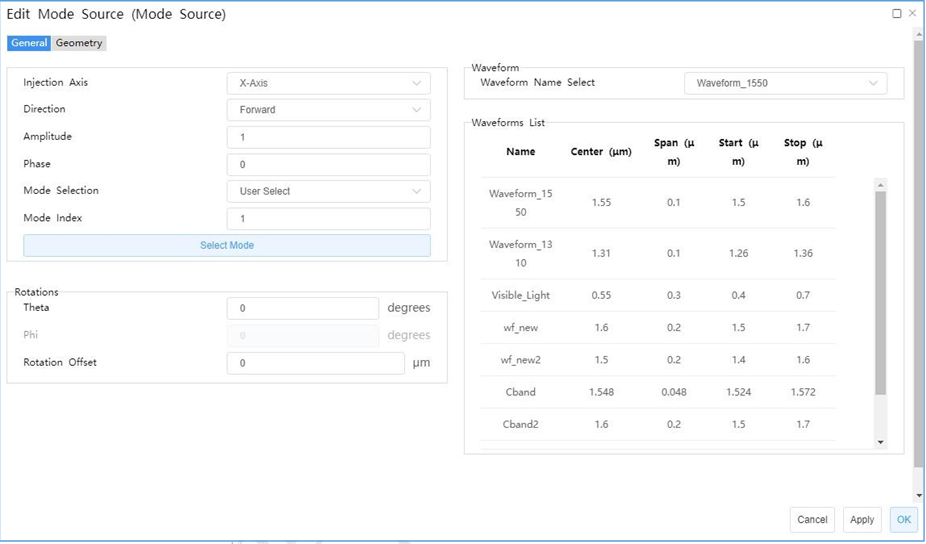 Edit Mode Source (Mode Source)
General Geometry
Injection Axis X-Axis
Direction Forward
Amplitude 1
Phase 0
Mode Selection User Select
Mode Index 1
Select Mode
Rotations
Theta 0 degrees
Phi 0 degrees
Rotation Offset 0 μm
Waveform
Waveform Name Select Waveform_1550
Waveforms List
Name Center (μm) Span (μ
m) Start (μ
m) Stop (μ
m)
Waveform_15
50 1.55 0.1 1.5 1.6
Waveform_13
10 1.31 0.1 1.26 1.36
Visible_Light 0.55 0.3 0.4 0.7
wf_new 1.6 0.2 1.5 1.7
wf_new2 1.5 0.2 1.4 1.6
Cband 1.548 0.048 1.524 1.572
Cband2 1.6 0.2 1.5 1.7
Cancel Apply OK